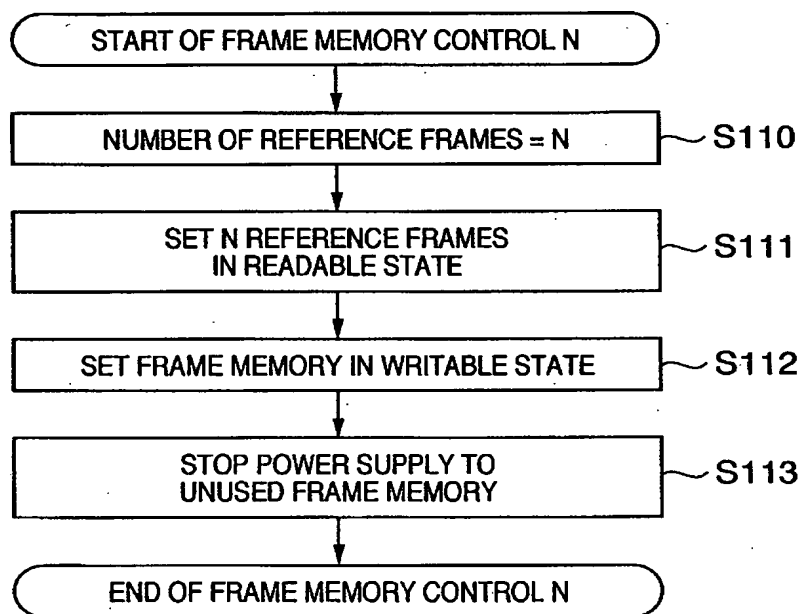 START OF FRAME MEMORY CONTROL N
NUMBER OF REFERENCE FRAMES = N
S110
SET N REFERENCE FRAMES
IN READABLE STATE
S111
SET FRAME MEMORY IN WRITABLE STATE
S112
STOP POWER SUPPLY TO
UNUSED FRAME MEMORY
S113
END OF FRAME MEMORY CONTROL N